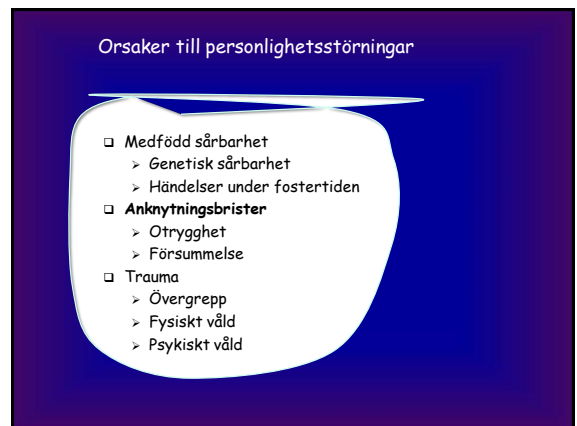 Orsaker till personlighetsstörningar
❑ Medfödd sårbarhet
➢ Genetisk sårbarhet
➢ Händelser under fostertiden
❑ Anknytningsbrister
➢ Otrygghet
➢ Försummelse
❑ Trauma
➢ Övergrepp
➢ Fysiskt våld
➢ Psykiskt våld